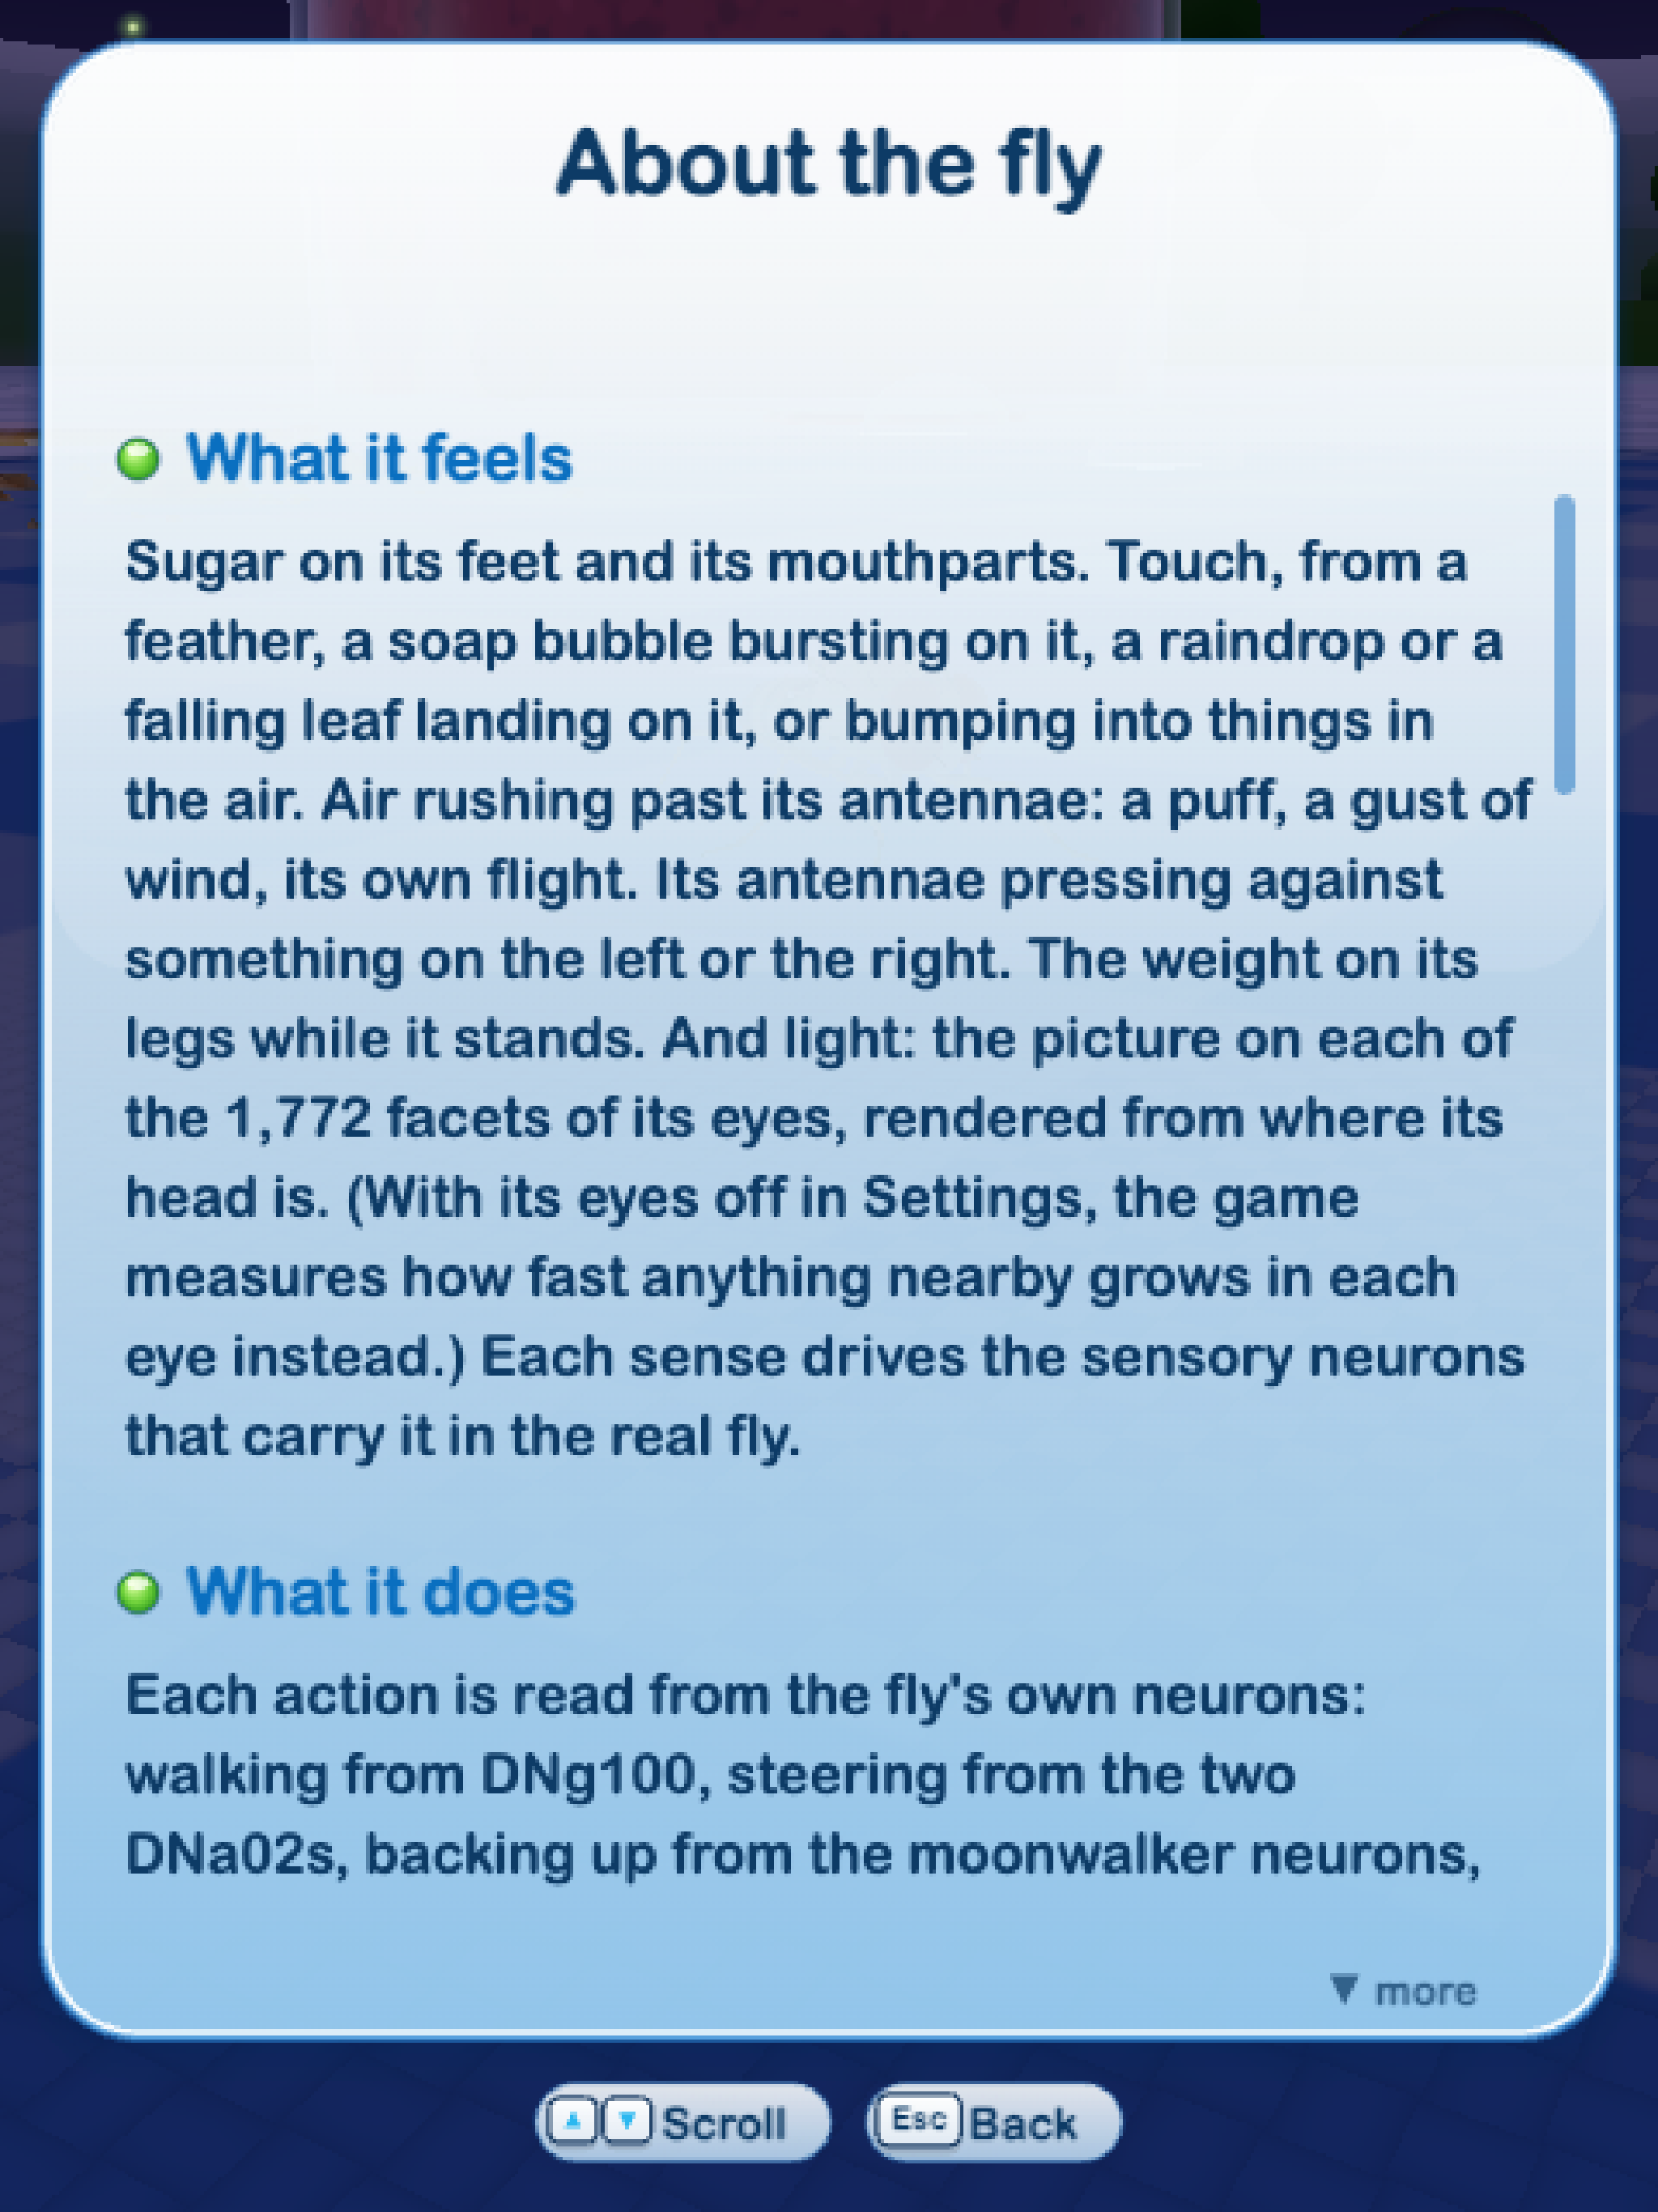 About the fly
What it feels
Sugar on its feet and its mouthparts. Touch, from a
feather, a soap bubble bursting on it, a raindrop or a
falling leaf landing on it, or bumping into things in
the air. Air rushing past its antennae: a puff, a gust of
wind, its own flight. Its antennae pressing against
something on the left or the right. The weight on its
legs while it stands. And light: the picture on each of
the 1,772 facets of its eyes, rendered from where its
head is. (With its eyes off in Settings, the game
measures how fast anything nearby grows in each
eye instead.) Each sense drives the sensory neurons
that carry it in the real fly.
What it does
Each action is read from the fly's own neurons:
walking from DNg100, steering from the two
DNa02s, backing up from the moonwalker neurons,
▼ more
▲ ▼ Scroll Esc Back